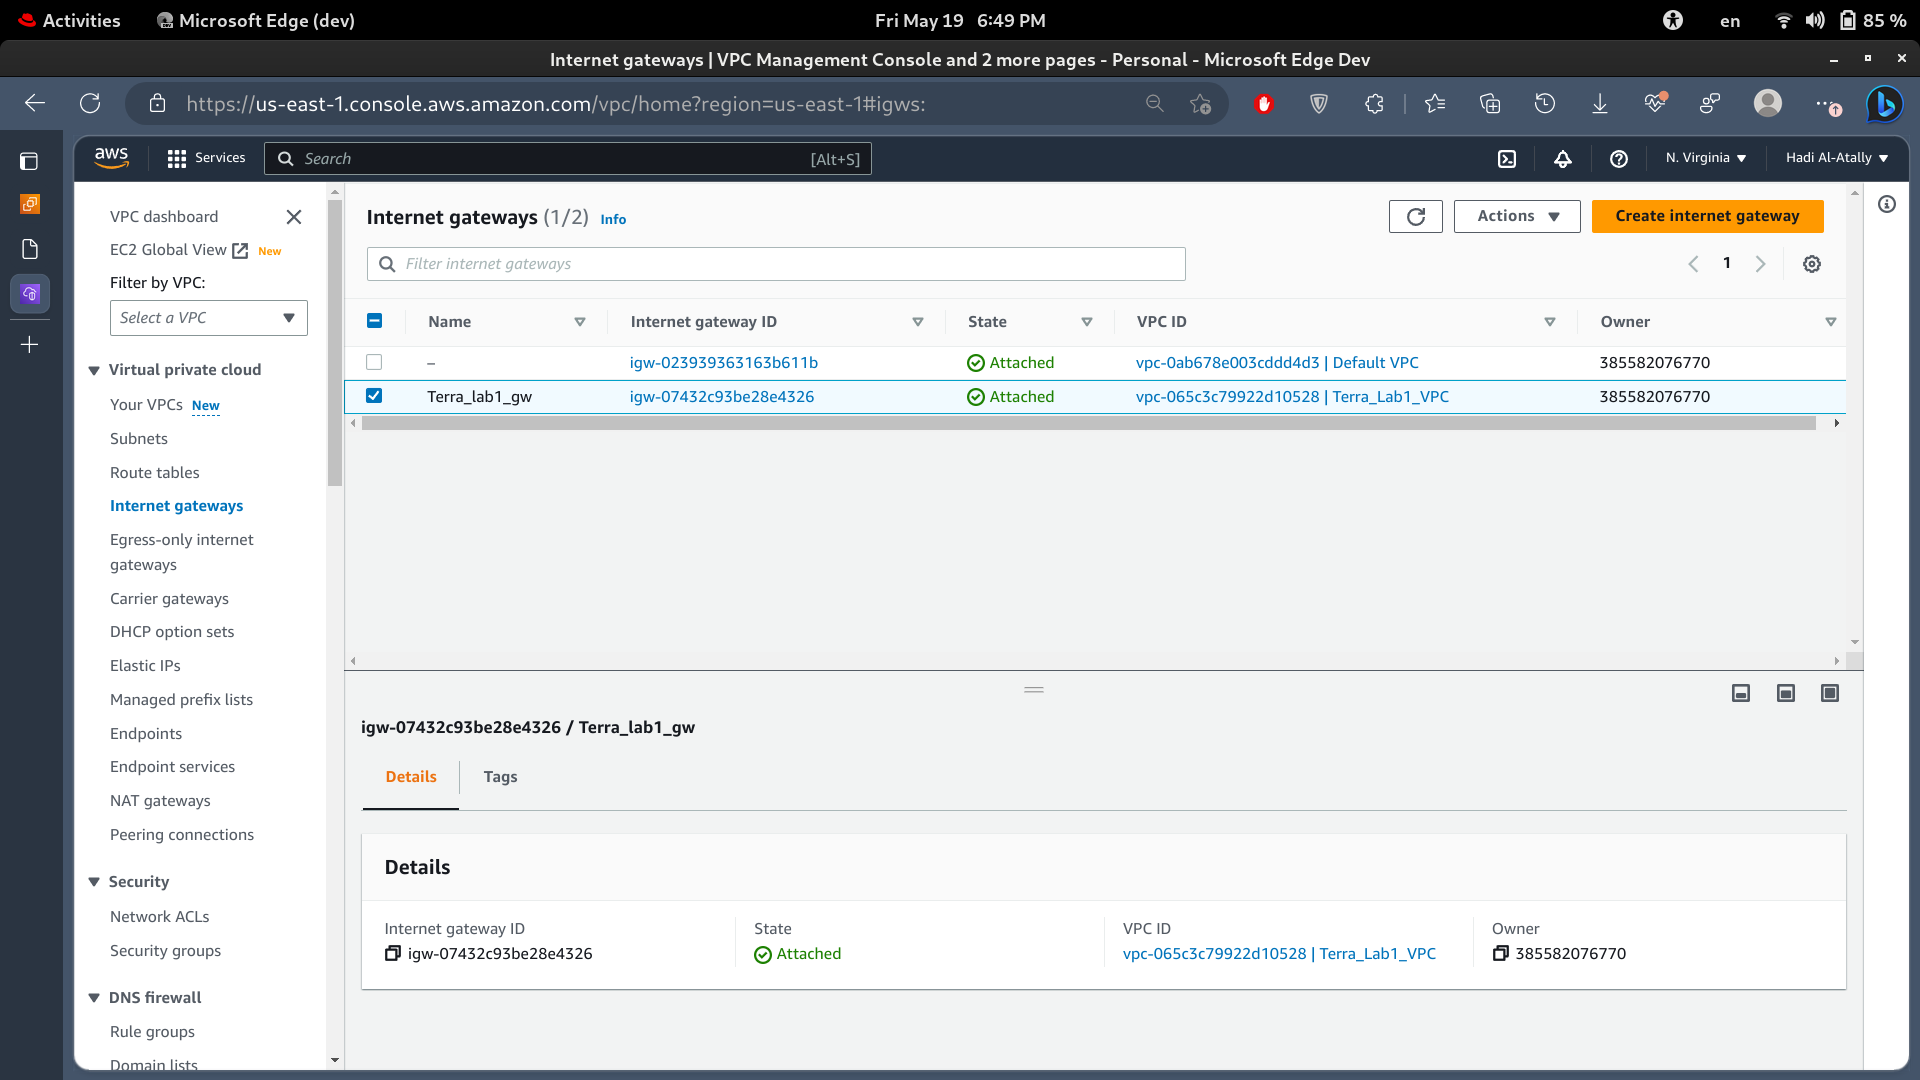 Activities
Microsoft Edge (dev)
Fri May 19 6:49 PM
en
85 %
Internet gateways | VPC Management Console and 2 more pages - Personal - Microsoft Edge Dev
https://us-east-1.console.aws.amazon.com/vpc/home?region=us-east-1#igws:
aws
Services
Search
[Alt+S]
N. Virginia
Hadi Al-Atally
VPC dashboard
EC2 Global View
New
Filter by VPC:
Select a VPC
Virtual private cloud
Your VPCs New
Subnets
Route tables
Internet gateways
Egress-only internet
gateways
Carrier gateways
DHCP option sets
Elastic IPs
Managed prefix lists
Endpoints
Endpoint services
NAT gateways
Peering connections
Security
Network ACLs
Security groups
DNS firewall
Rule groups
Domain lists
Internet gateways (1/2) Info
Actions
Create internet gateway
Filter internet gateways
1
Name Internet gateway ID State VPC ID Owner
– igw-023939363163b611b Attached vpc-0ab678e003cddd4d3 | Default VPC 385582076770
Terra_lab1_gw igw-07432c93be28e4326 Attached vpc-065c3c79922d10528 | Terra_Lab1_VPC 385582076770
igw-07432c93be28e4326 / Terra_lab1_gw
Details
Tags
Details
Internet gateway ID
igw-07432c93be28e4326
State
Attached
VPC ID
vpc-065c3c79922d10528 | Terra_Lab1_VPC
Owner
385582076770